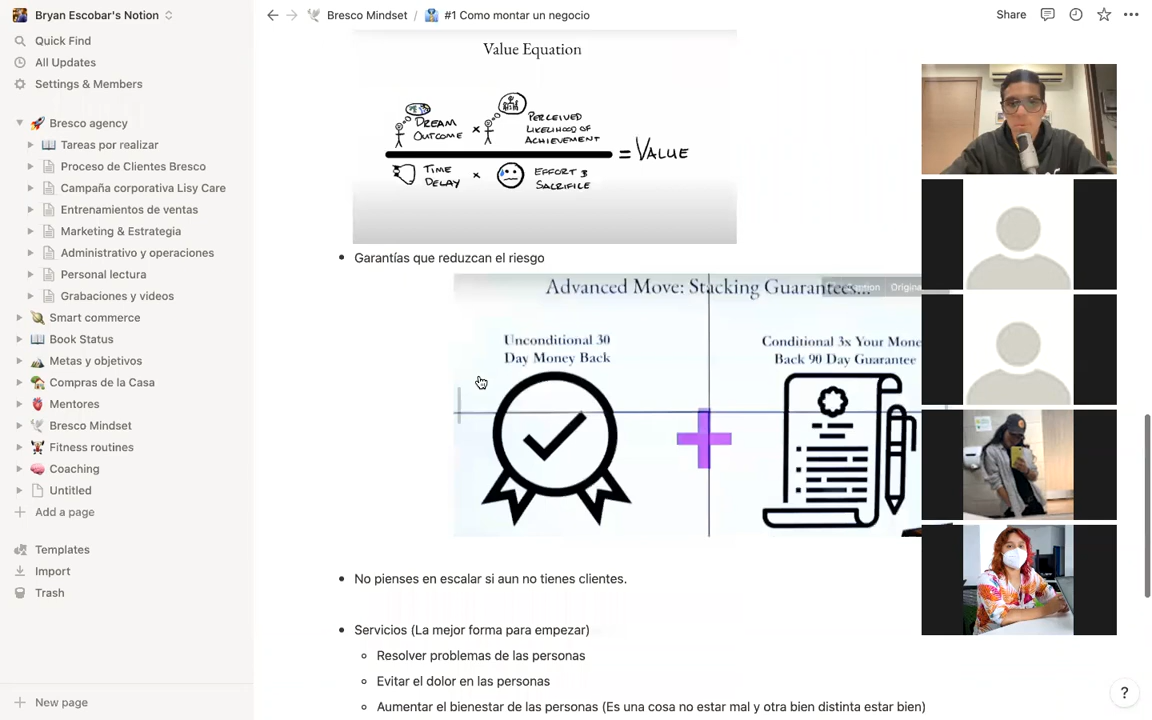 Bryan Escobar's Notion
Quick Find
All Updates
Settings & Members
Bresco agency
Tareas por realizar
Proceso de Clientes Bresco
Campaña corporativa Lisy Care
Entrenamientos de ventas
Marketing & Estrategia
Administrativo y operaciones
Personal lectura
Grabaciones y videos
Smart commerce
Book Status
Metas y objetivos
Compras de la Casa
Mentores
Bresco Mindset
Fitness routines
Coaching
Untitled
Add a page
Templates
Import
Trash
New page
Bresco Mindset / #1 Como montar un negocio
Share
Value Equation
DREAM OUTCOME x PERCEIVED LIKELIHOOD OF ACHIEVEMENT
= VALUE
TIME DELAY x EFFORT & SACRIFICE
• Garantías que reduzcan el riesgo
Advanced Move: Stacking Guarantees...
Unconditional 30
Day Money Back
Conditional 3x Your
Back 90 Day Guarantee
• No pienses en escalar si aun no tienes clientes.
• Servicios (La mejor forma para empezar)
Resolver problemas de las personas
Evitar el dolor en las personas
Aumentar el bienestar de las personas (Es una cosa no estar mal y otra bien distinta estar bien)
?